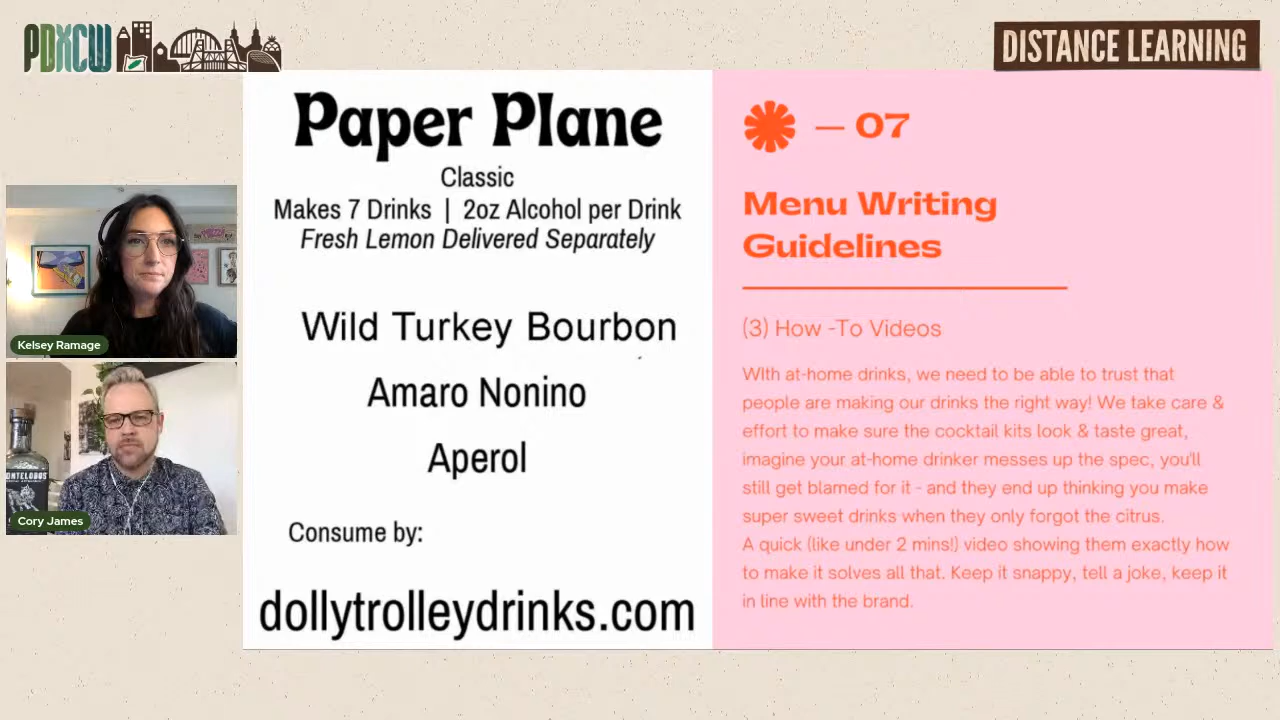 PDXCW
DISTANCE LEARNING
Paper Plane
Classic
Makes 7 Drinks | 2oz Alcohol per Drink
Fresh Lemon Delivered Separately
Wild Turkey Bourbon
Amaro Nonino
Aperol
Consume by:
dollytrolleydrinks.com
— 07
Menu Writing
Guidelines
(3) How -To Videos
WIth at-home drinks, we need to be able to trust that
people are making our drinks the right way! We take care &
effort to make sure the cocktail kits look & taste great,
imagine your at-home drinker messes up the spec, you'll
still get blamed for it - and they end up thinking you make
super sweet drinks when they only forgot the citrus.
A quick (like under 2 mins!) video showing them exactly how
to make it solves all that. Keep it snappy, tell a joke, keep it
in line with the brand.
Kelsey Ramage
Cory James